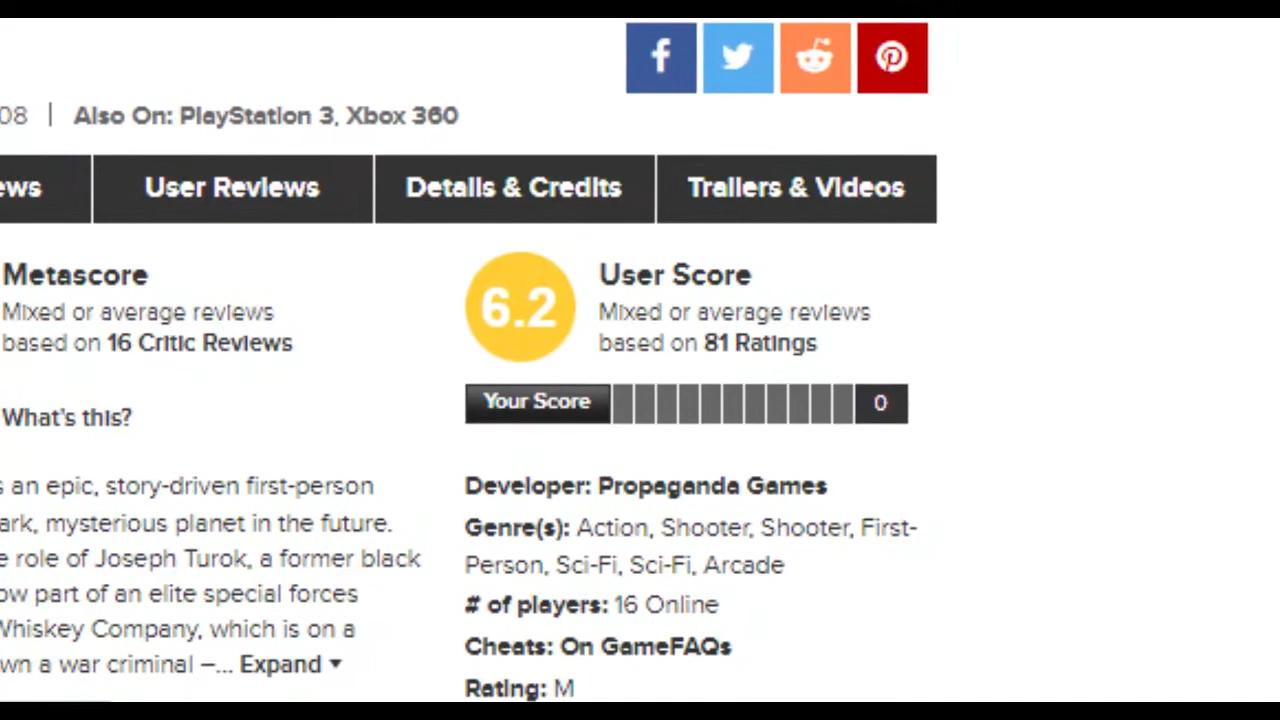 08 | Also On: PlayStation 3, Xbox 360
ews User Reviews Details & Credits Trailers & Videos
Metascore
Mixed or average reviews
based on 16 Critic Reviews
What's this?
6.2
User Score
Mixed or average reviews
based on 81 Ratings
Your Score 0
s an epic, story-driven first-person
ark, mysterious planet in the future.
e role of Joseph Turok, a former black
ow part of an elite special forces
Whiskey Company, which is on a
wn a war criminal –... Expand
Developer: Propaganda Games
Genre(s): Action, Shooter, Shooter, First-
Person, Sci-Fi, Sci-Fi, Arcade
# of players: 16 Online
Cheats: On GameFAQs
Rating: M